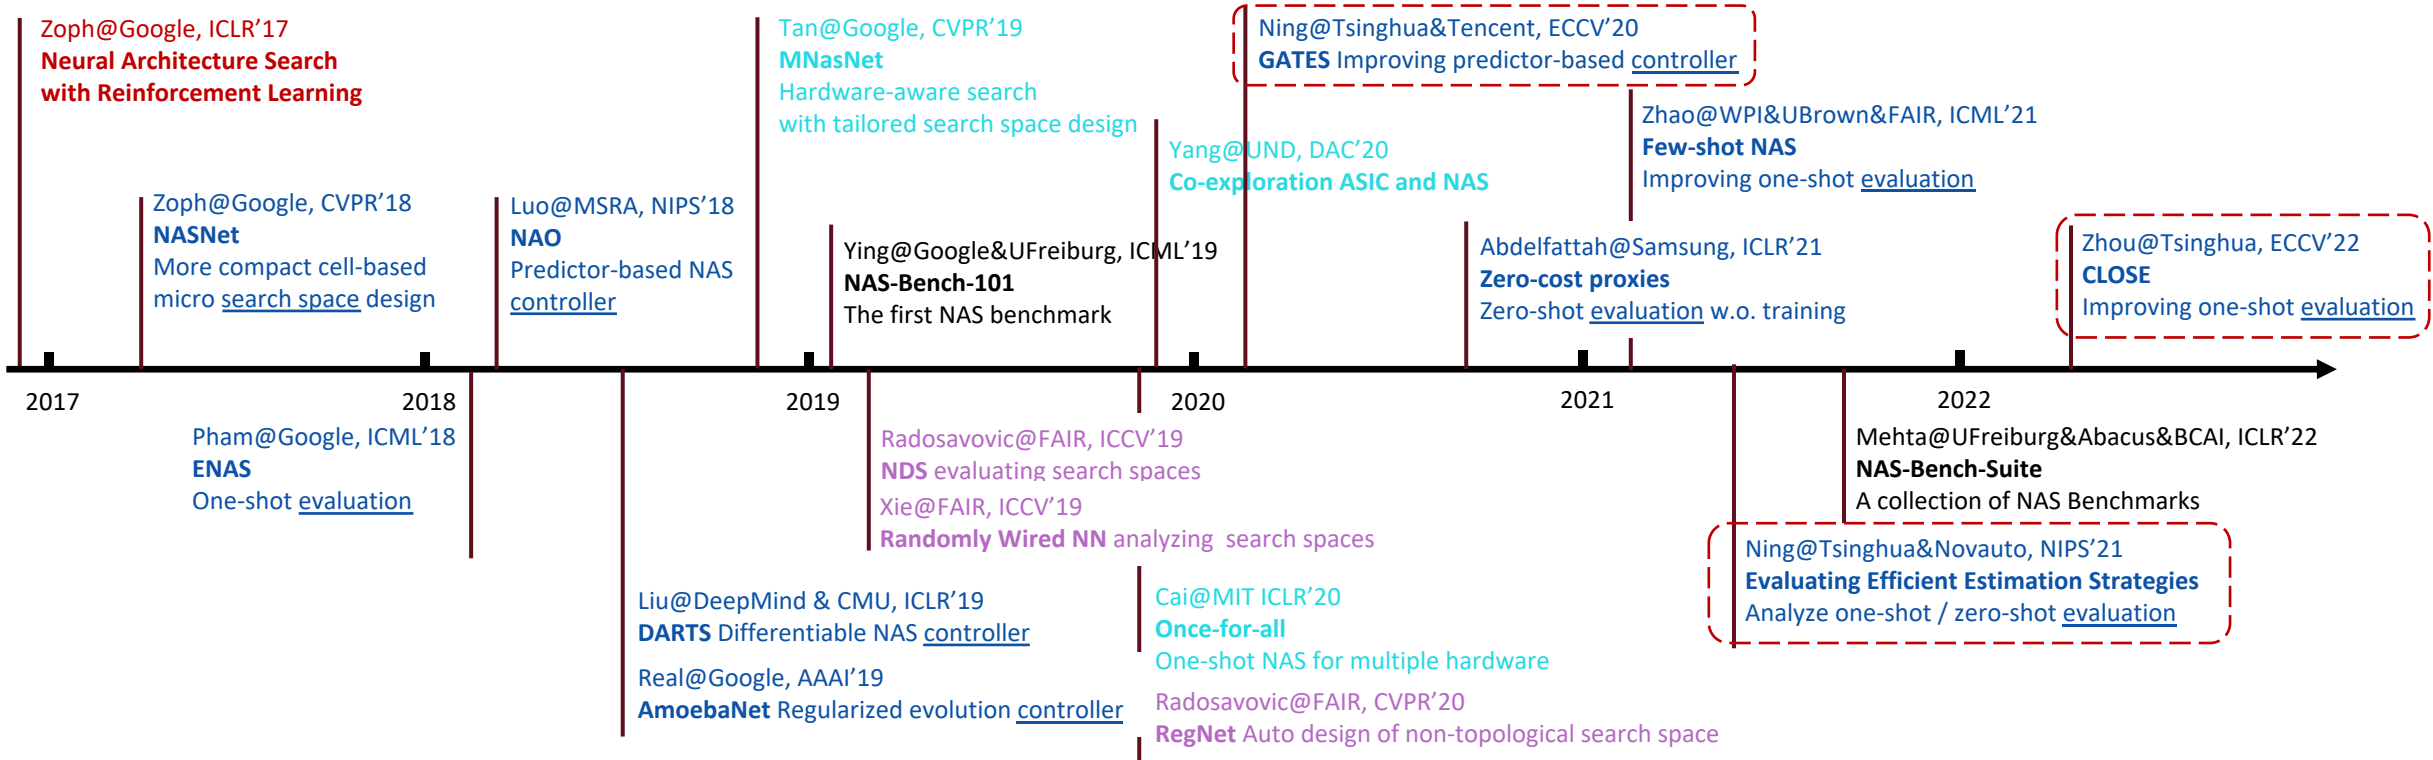 Zoph@Google, ICLR’17
Neural Architecture Search
with Reinforcement Learning
Tan@Google, CVPR’19
MNasNet
Hardware-aware search
with tailored search space design
Ning@Tsinghua&Tencent, ECCV’20
GATES Improving predictor-based controller
Zhao@WPI&UBrown&FAIR, ICML’21
Few-shot NAS
Improving one-shot evaluation
Yang@UND, DAC’20
Co-exploration ASIC and NAS
Zoph@Google, CVPR’18
NASNet
More compact cell-based
micro search space design
Luo@MSRA, NIPS’18
NAO
Predictor-based NAS
controller
Ying@Google&UFreiburg, ICML’19
NAS-Bench-101
The first NAS benchmark
Abdelfattah@Samsung, ICLR’21
Zero-cost proxies
Zero-shot evaluation w.o. training
Zhou@Tsinghua, ECCV’22
CLOSE
Improving one-shot evaluation
2017
2018
2019
2020
2021
2022
Pham@Google, ICML’18
ENAS
One-shot evaluation
Radosavovic@FAIR, ICCV’19
NDS evaluating search spaces
Xie@FAIR, ICCV’19
Randomly Wired NN analyzing search spaces
Mehta@UFreiburg&Abacus&BCAI, ICLR’22
NAS-Bench-Suite
A collection of NAS Benchmarks
Ning@Tsinghua&Novauto, NIPS’21
Evaluating Efficient Estimation Strategies
Analyze one-shot / zero-shot evaluation
Liu@DeepMind & CMU, ICLR’19
DARTS Differentiable NAS controller
Real@Google, AAAI’19
AmoebaNet Regularized evolution controller
Cai@MIT ICLR’20
Once-for-all
One-shot NAS for multiple hardware
Radosavovic@FAIR, CVPR’20
RegNet Auto design of non-topological search space